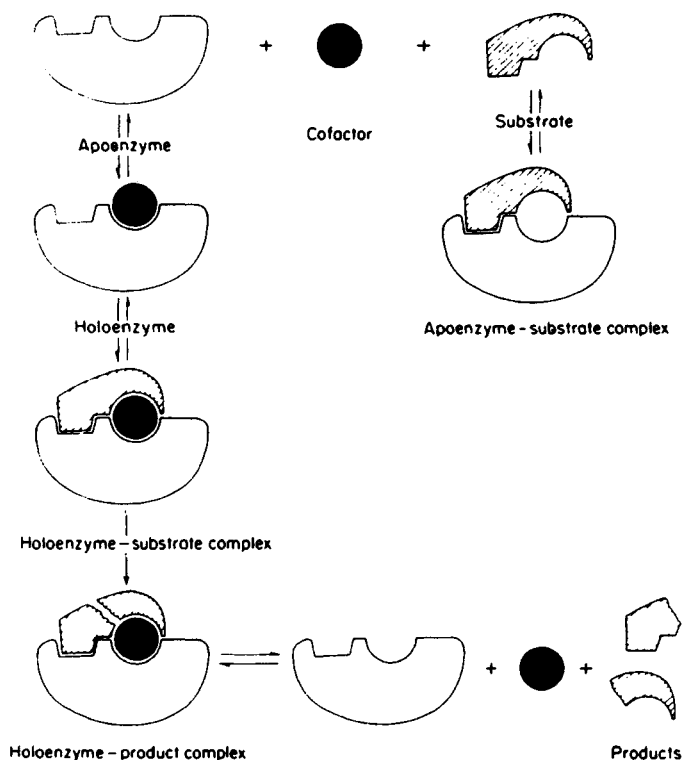 + +
Cofactor
Substrate
Apoenzyme
Holoenzyme
Apoenzyme - substrate complex
Holoenzyme - substrate complex
+ +
Holoenzyme - product complex
Products